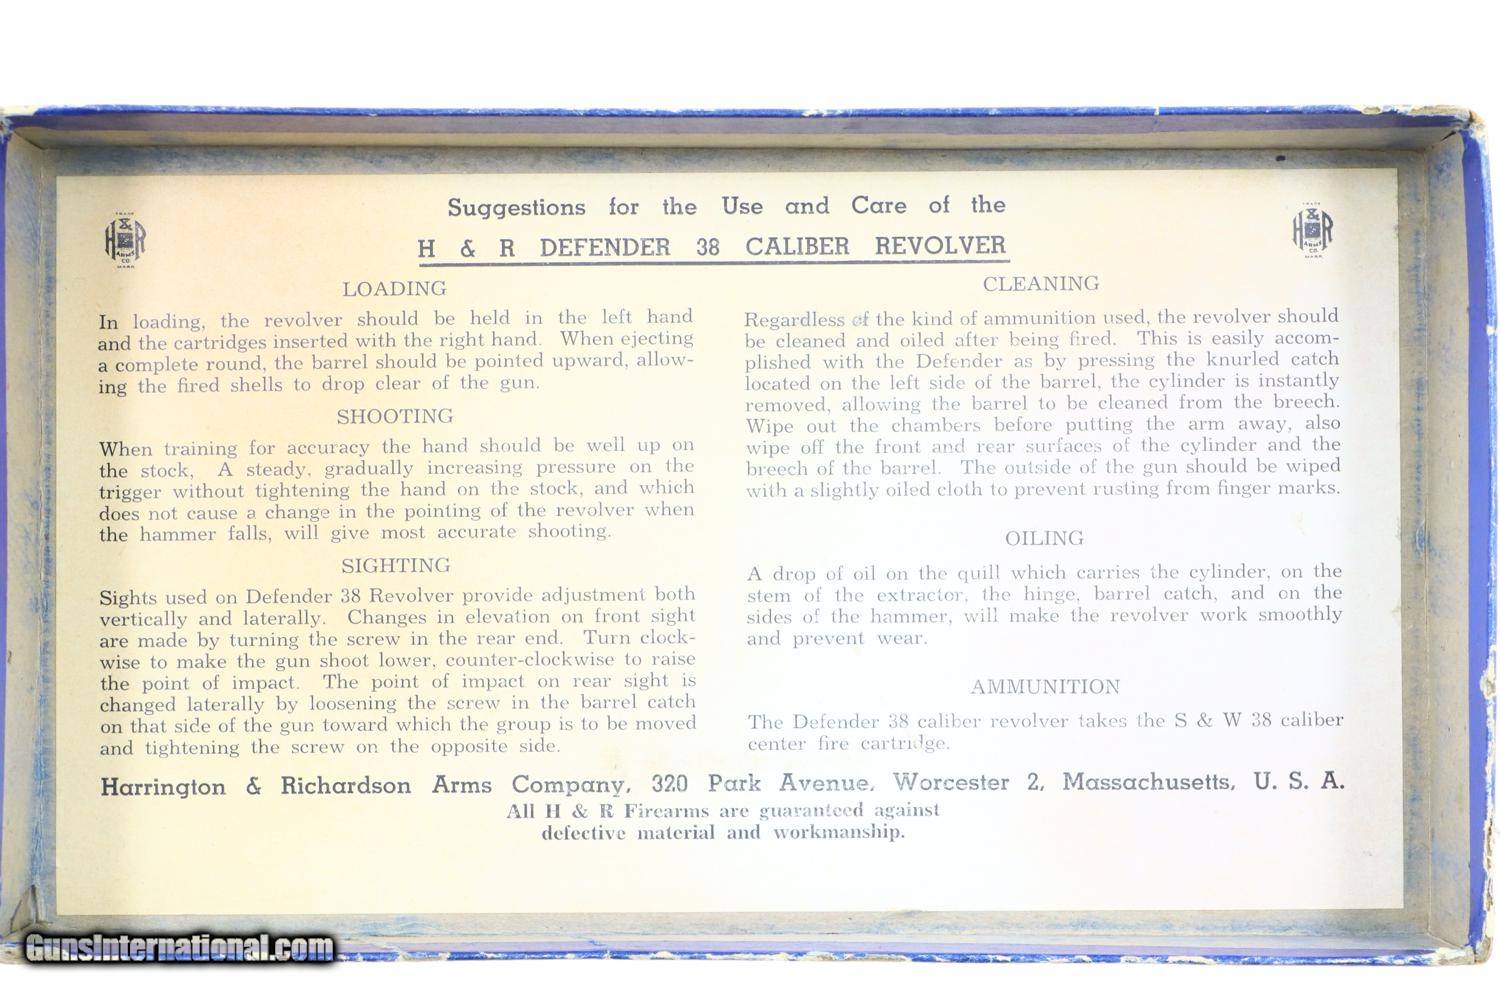 Suggestions for the Use and Care of the
H & R DEFENDER 38 CALIBER REVOLVER
TRADE
H&R
ARMS
CO.
MARK
TRADE
H&R
ARMS
CO.
MARK
LOADING
In loading, the revolver should be held in the left hand
and the cartridges inserted with the right hand. When ejecting
a complete round, the barrel should be pointed upward, allow-
ing the fired shells to drop clear of the gun.
SHOOTING
When training for accuracy the hand should be well up on
the stock, A steady, gradually increasing pressure on the
trigger without tightening the hand on the stock, and which
does not cause a change in the pointing of the revolver when
the hammer falls, will give most accurate shooting.
SIGHTING
Sights used on Defender 38 Revolver provide adjustment both
vertically and laterally. Changes in elevation on front sight
are made by turning the screw in the rear end. Turn clock-
wise to make the gun shoot lower, counter-clockwise to raise
the point of impact. The point of impact on rear sight is
changed laterally by loosening the screw in the barrel catch
on that side of the gun toward which the group is to be moved
and tightening the screw on the opposite side.
CLEANING
Regardless of the kind of ammunition used, the revolver should
be cleaned and oiled after being fired. This is easily accom-
plished with the Defender as by pressing the knurled catch
located on the left side of the barrel, the cylinder is instantly
removed, allowing the barrel to be cleaned from the breech.
Wipe out the chambers before putting the arm away, also
wipe off the front and rear surfaces of the cylinder and the
breech of the barrel. The outside of the gun should be wiped
with a slightly oiled cloth to prevent rusting from finger marks.
OILING
A drop of oil on the quill which carries the cylinder, on the
stem of the extractor, the hinge, barrel catch, and on the
sides of the hammer, will make the revolver work smoothly
and prevent wear.
AMMUNITION
The Defender 38 caliber revolver takes the S & W 38 caliber
center fire cartridge.
Harrington & Richardson Arms Company, 320 Park Avenue, Worcester 2, Massachusetts, U. S. A.
All H & R Firearms are guaranteed against
defective material and workmanship.
GunsInternational.com